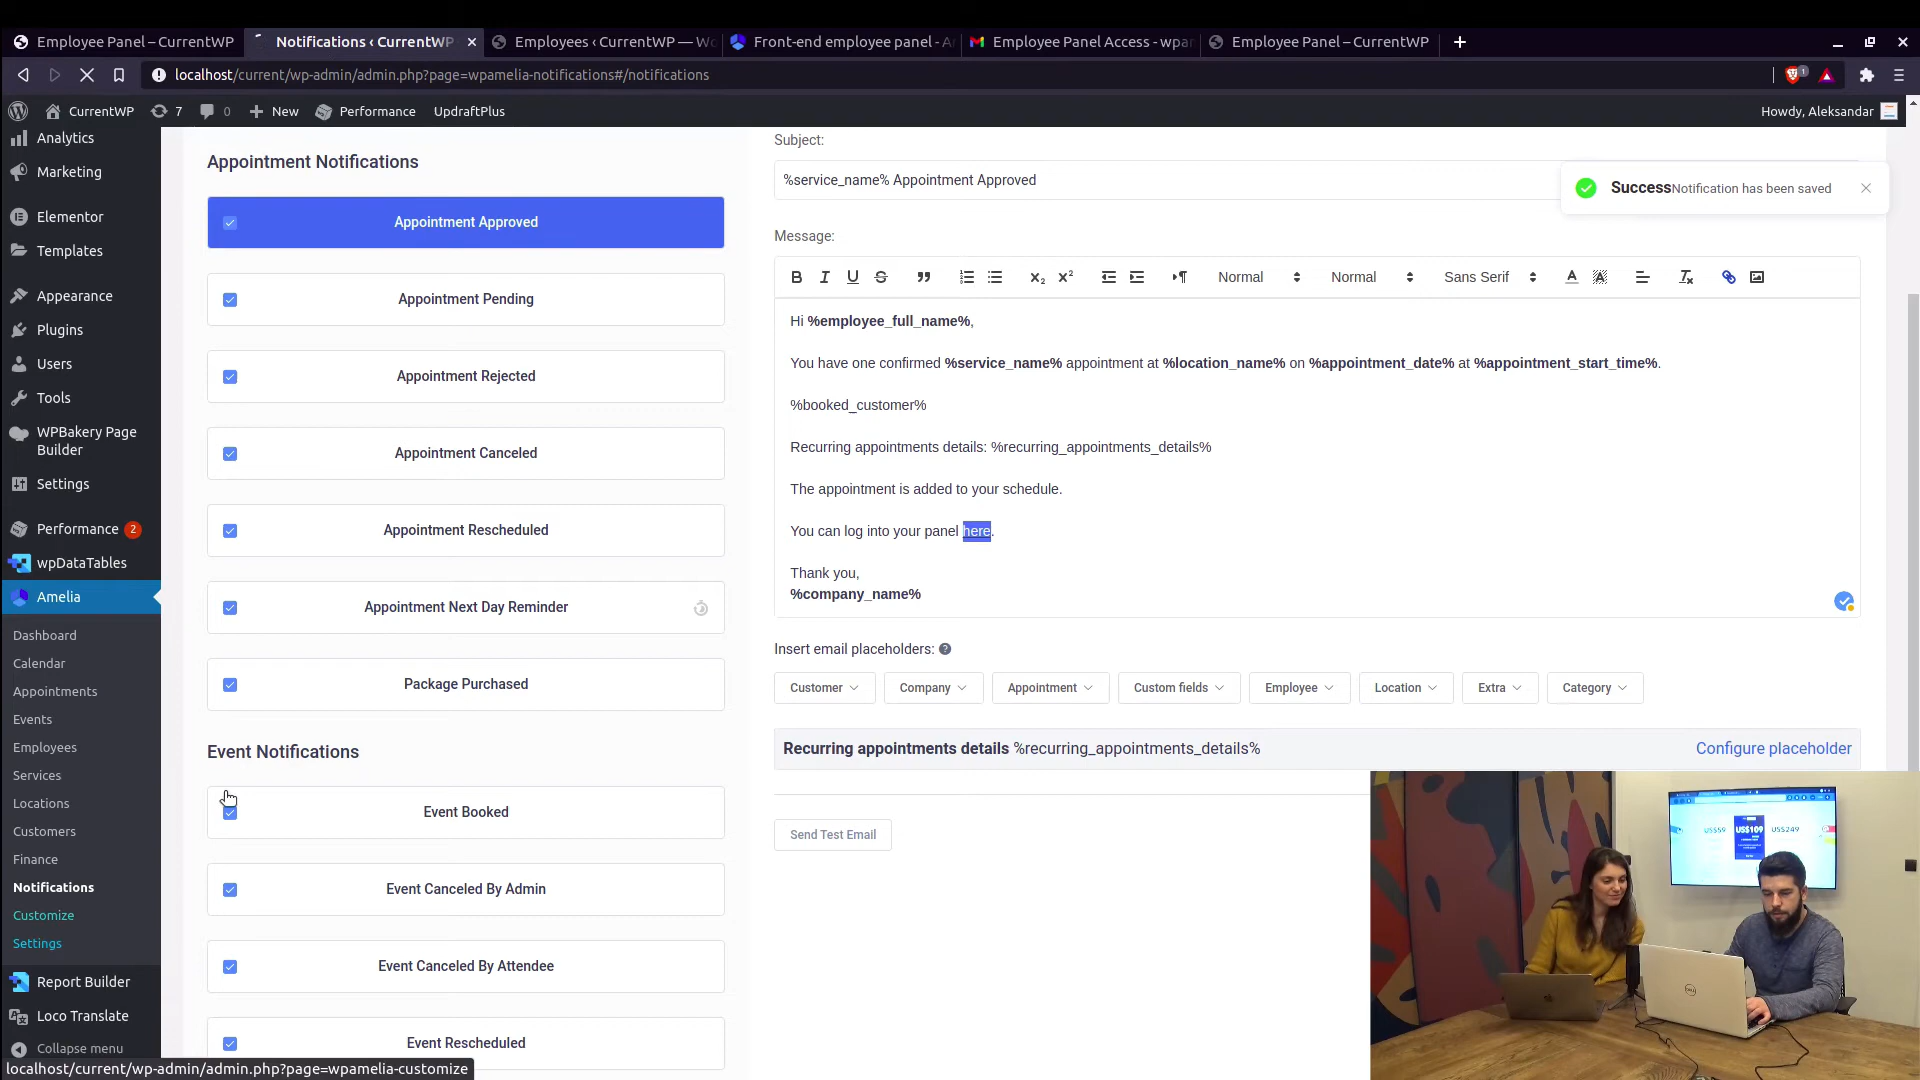 Employee Panel – CurrentWP
Notifications ‹ CurrentWP
Employees ‹ CurrentWP — Wo
Front-end employee panel - A
Employee Panel Access - wpar
Employee Panel – CurrentWP
localhost/current/wp-admin/admin.php?page=wpamelia-notifications#/notifications
1
CurrentWP
7
0
New
Performance
UpdraftPlus
Howdy, Aleksandar
Analytics
Marketing
Elementor
Templates
Appearance
Plugins
Users
Tools
WPBakery Page
Builder
Settings
Performance 2
wpDataTables
Amelia
Dashboard
Calendar
Appointments
Events
Employees
Services
Locations
Customers
Finance
Notifications
Customize
Settings
Report Builder
Loco Translate
Collapse menu
localhost/current/wp-admin/admin.php?page=wpamelia-customize
Appointment Notifications
Appointment Approved
Appointment Pending
Appointment Rejected
Appointment Canceled
Appointment Rescheduled
Appointment Next Day Reminder
Package Purchased
Event Notifications
Event Booked
Event Canceled By Admin
Event Canceled By Attendee
Event Rescheduled
Subject:
%service_name% Appointment Approved
Success Notification has been saved
Message:
Normal
Normal
Sans Serif
Hi %employee_full_name%,
You have one confirmed %service_name% appointment at %location_name% on %appointment_date% at %appointment_start_time%.
%booked_customer%
Recurring appointments details: %recurring_appointments_details%
The appointment is added to your schedule.
You can log into your panel here.
Thank you,
%company_name%
Insert email placeholders:
Customer
Company
Appointment
Custom fields
Employee
Location
Extra
Category
Recurring appointments details %recurring_appointments_details%
Configure placeholder
Send Test Email
US$59
US$109
US$249
DELL